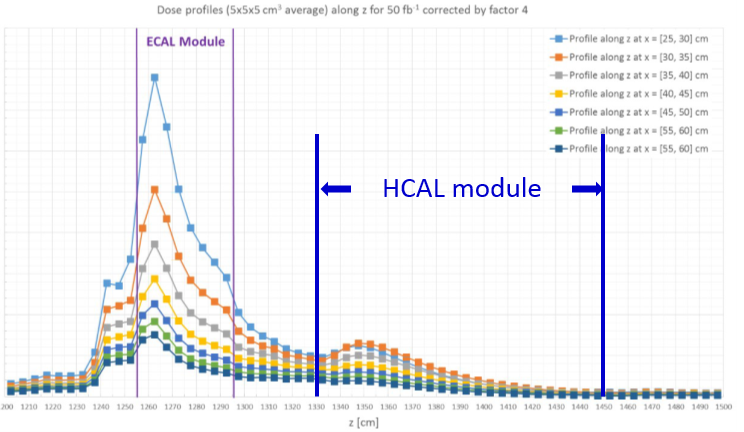 Dose profiles (5x5x5 cm³ average) along z for 50 fb⁻¹ corrected by factor 4
ECAL Module
Profile along z at x = [25, 30] cm
Profile along z at x = [30, 35] cm
Profile along z at x = [35, 40] cm
Profile along z at x = [40, 45] cm
Profile along z at x = [45, 50] cm
Profile along z at x = [55, 60] cm
Profile along z at x = [55, 60] cm
HCAL module
200 1210 1220 1230 1240 1250 1260 1270 1280 1290 1300 1310 1320 1330 1340 1350 1360 1370 1380 1390 1400 1410 1420 1430 1440 1450 1460 1470 1480 1490 1500
z [cm]